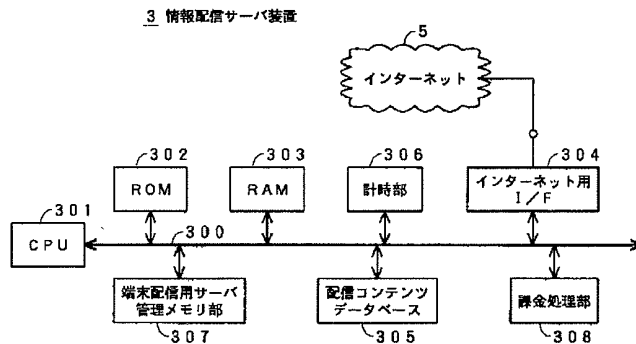 3 情報配信サーバ装置
5
インターネット
302
303
306
304
ROM
RAM
計時部
インターネット用
I/F
301
CPU
300
端末配信用サーバ
管理メモリ部
配信コンテンツ
データベース
課金処理部
307
305
308